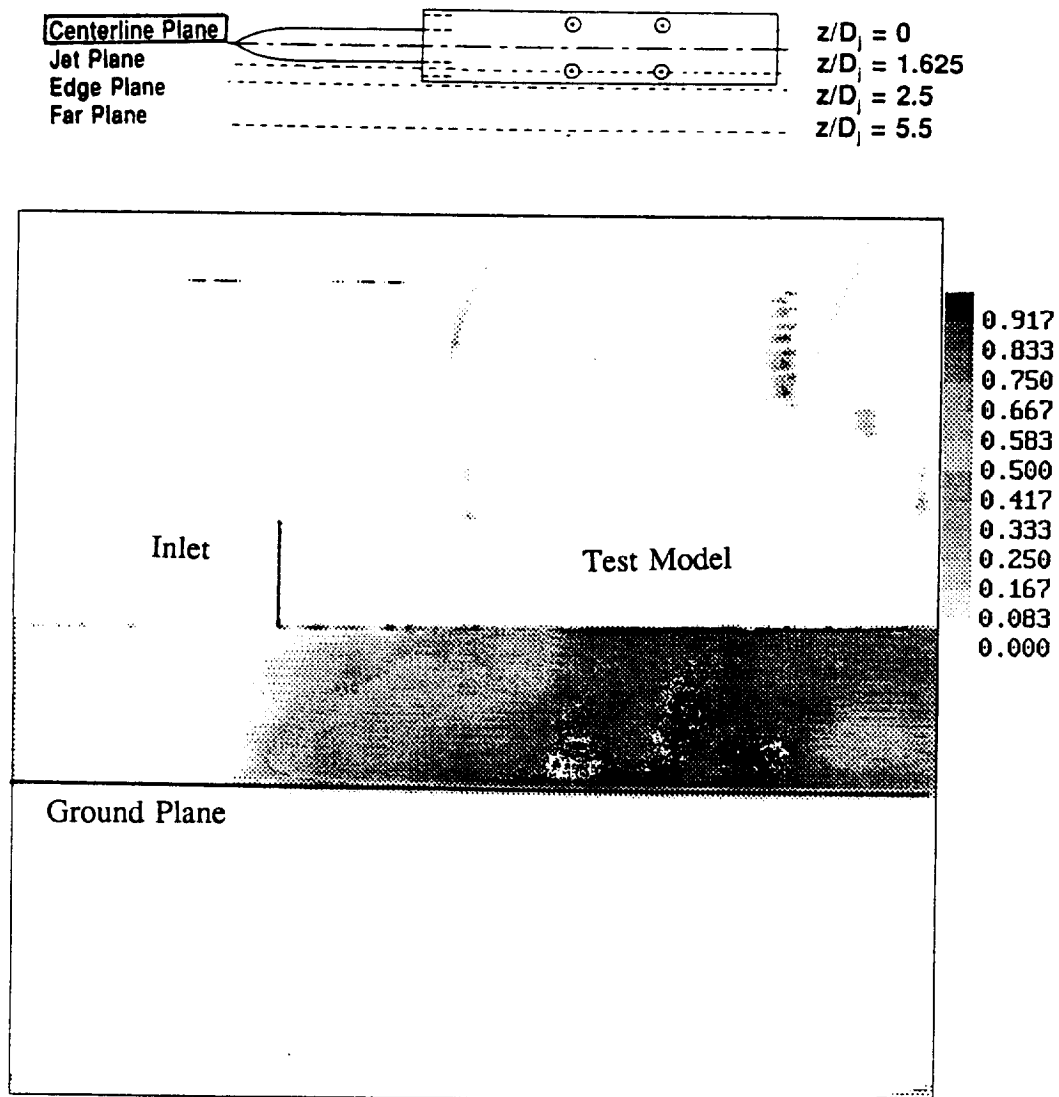 Centerline Plane
Jet Plane
Edge Plane
Far Plane
z/Dj = 0
z/Dj = 1.625
z/Dj = 2.5
z/Dj = 5.5
0.917
0.833
0.750
0.667
0.583
0.500
0.417
0.333
0.250
0.167
0.083
0.000
Inlet
Test Model
Ground Plane